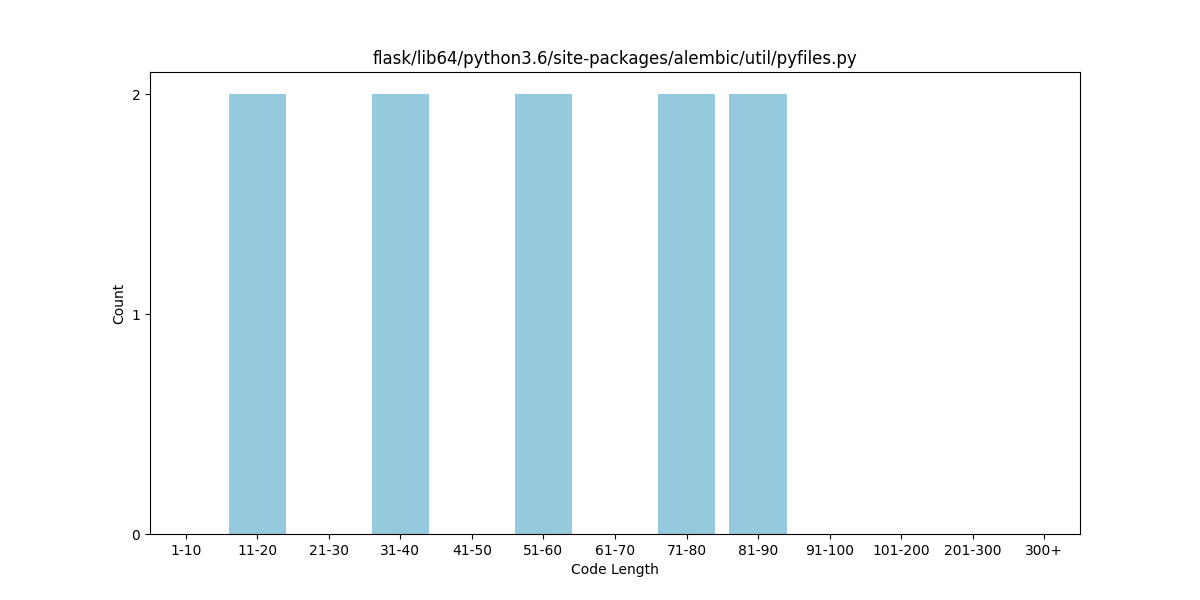 flask/lib64/python3.6/site-packages/alembic/util/pyfiles.py
2
1
0
Count
1-10 11-20 21-30 31-40 41-50 51-60 61-70 71-80 81-90 91-100 101-200 201-300 300+
Code Length